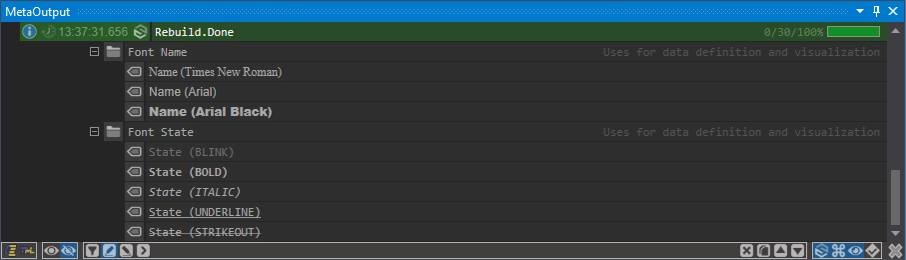 MetaOutput
13:37:31.656 Rebuild.Done 0/30/100%
Font Name Uses for data definition and visualization
Name (Times New Roman)
Name (Arial)
Name (Arial Black)
Font State Uses for data definition and visualization
State (BLINK)
State (BOLD)
State (ITALIC)
State (UNDERLINE)
State (STRIKEOUT)